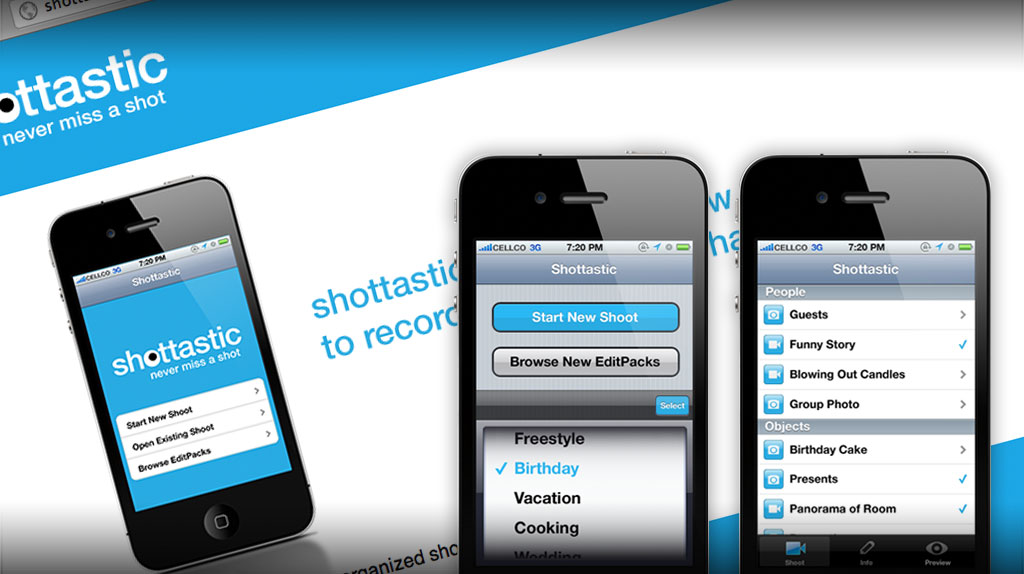 shottas
shottastic
never miss a shot
CELLCO 3G 7:20 PM
Shottastic
shottastic
never miss a shot
Start New Shoot
Open Existing Shoot
Browse EditPacks
shottastic
to record
CELLCO 3G 7:20 PM
Shottastic
Start New Shoot
Browse New EditPacks
Select
Freestyle
Birthday
Vacation
Cooking
Wedding
CELLCO 3G 7:20 PM
Shottastic
People
Guests
Funny Story
Blowing Out Candles
Group Photo
Objects
Birthday Cake
Presents
Panorama of Room
Shoot Info Preview